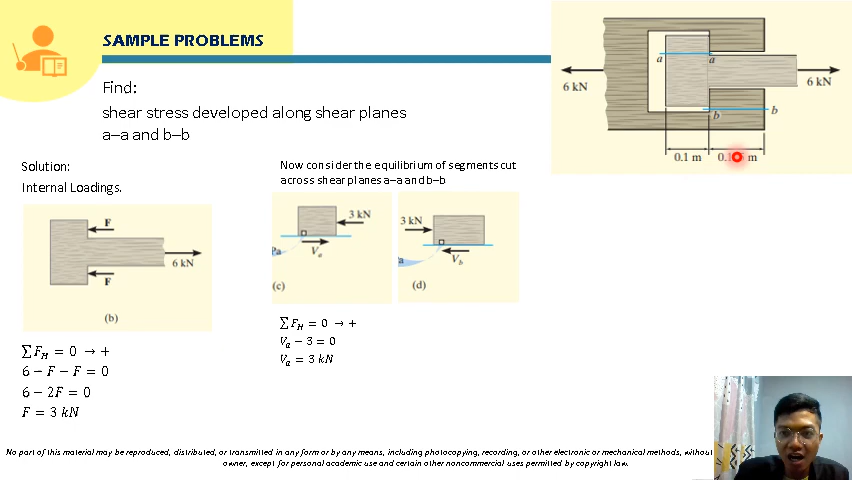 SAMPLE PROBLEMS
Find:
shear stress developed along shear planes
a–a and b–b
Solution:
Internal Loadings.
F
6 kN
F
(b)
∑ F_H = 0 → +
6 − F − F = 0
6 − 2F = 0
F = 3 kN
Now consider the equilibrium of segments cut
across shear planes a–a and b–b
3 kN
V_a
(c)
3 kN
V_b
(d)
∑ F_H = 0 → +
V_a − 3 = 0
V_a = 3 kN
a
a
6 kN
6 kN
b
b
0.1 m
m
No part of this material may be reproduced, distributed, or transmitted in any form or by any means, including photocopying, recording, or other electronic or mechanical methods, without
owner, except for personal academic use and certain other noncommercial uses permitted by copyright law.